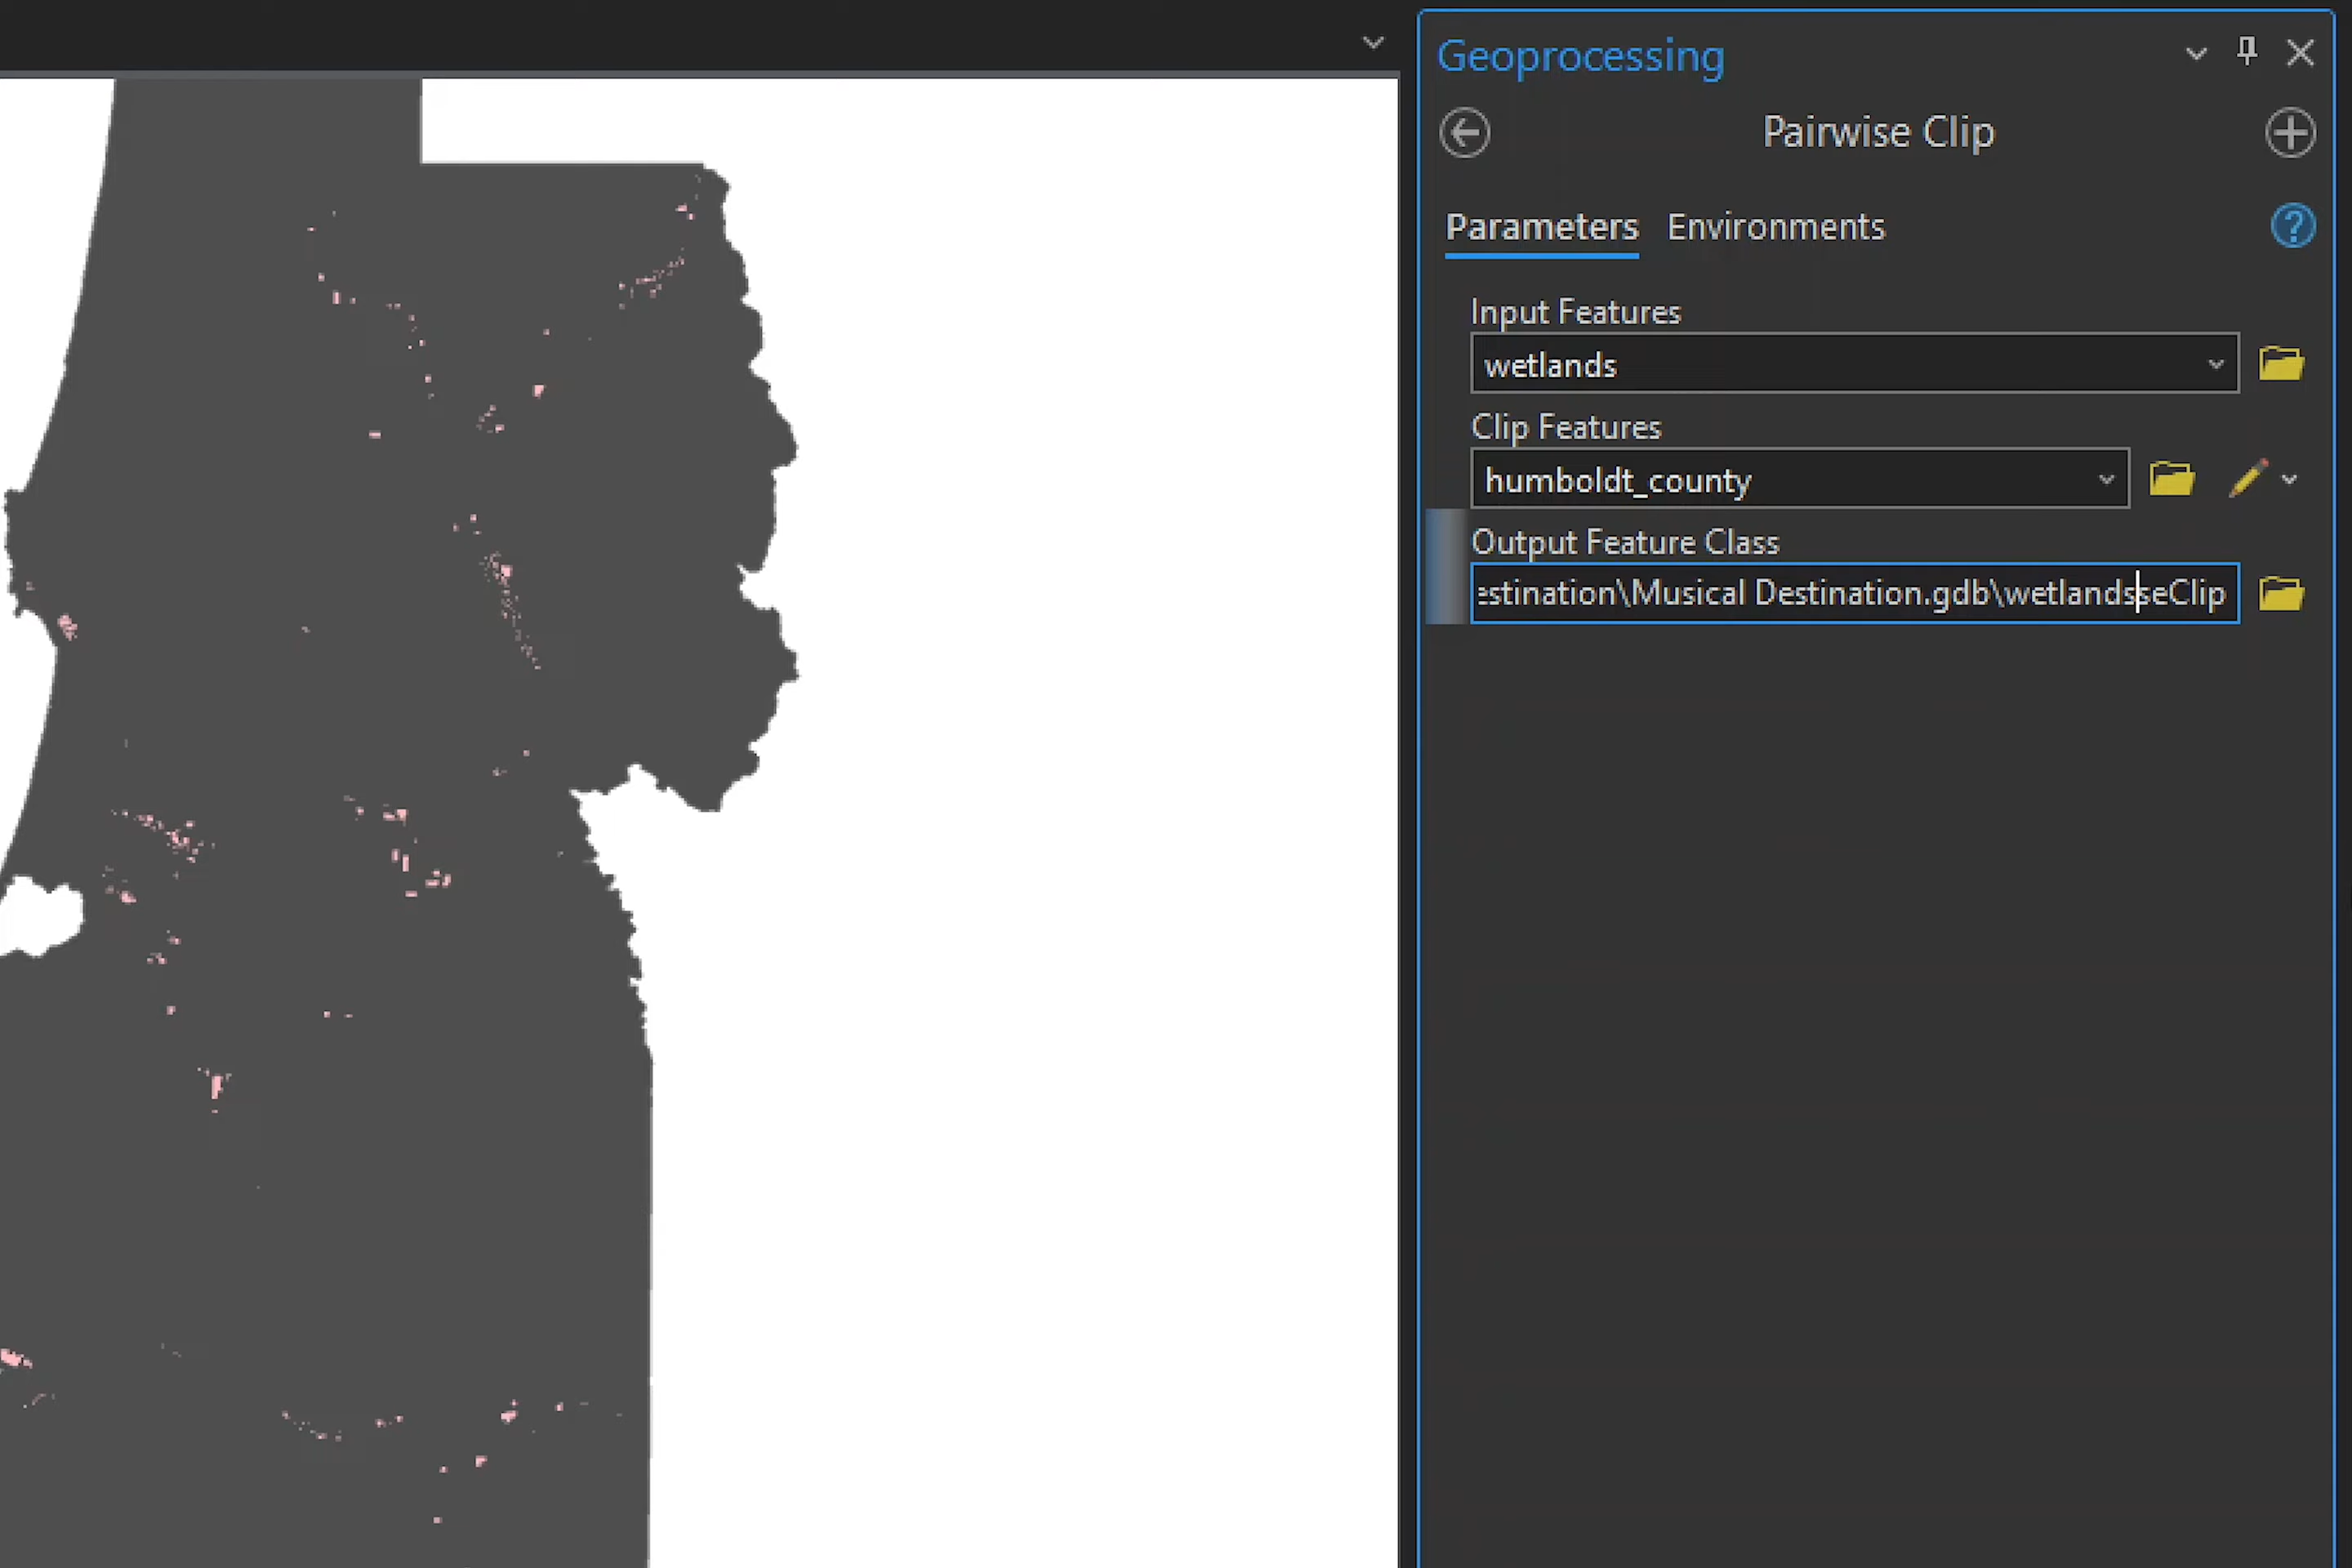 Geoprocessing
Pairwise Clip
Parameters Environments
Input Features
wetlands
Clip Features
humboldt_county
Output Feature Class
estination\Musical Destination.gdb\wetlandsseClip